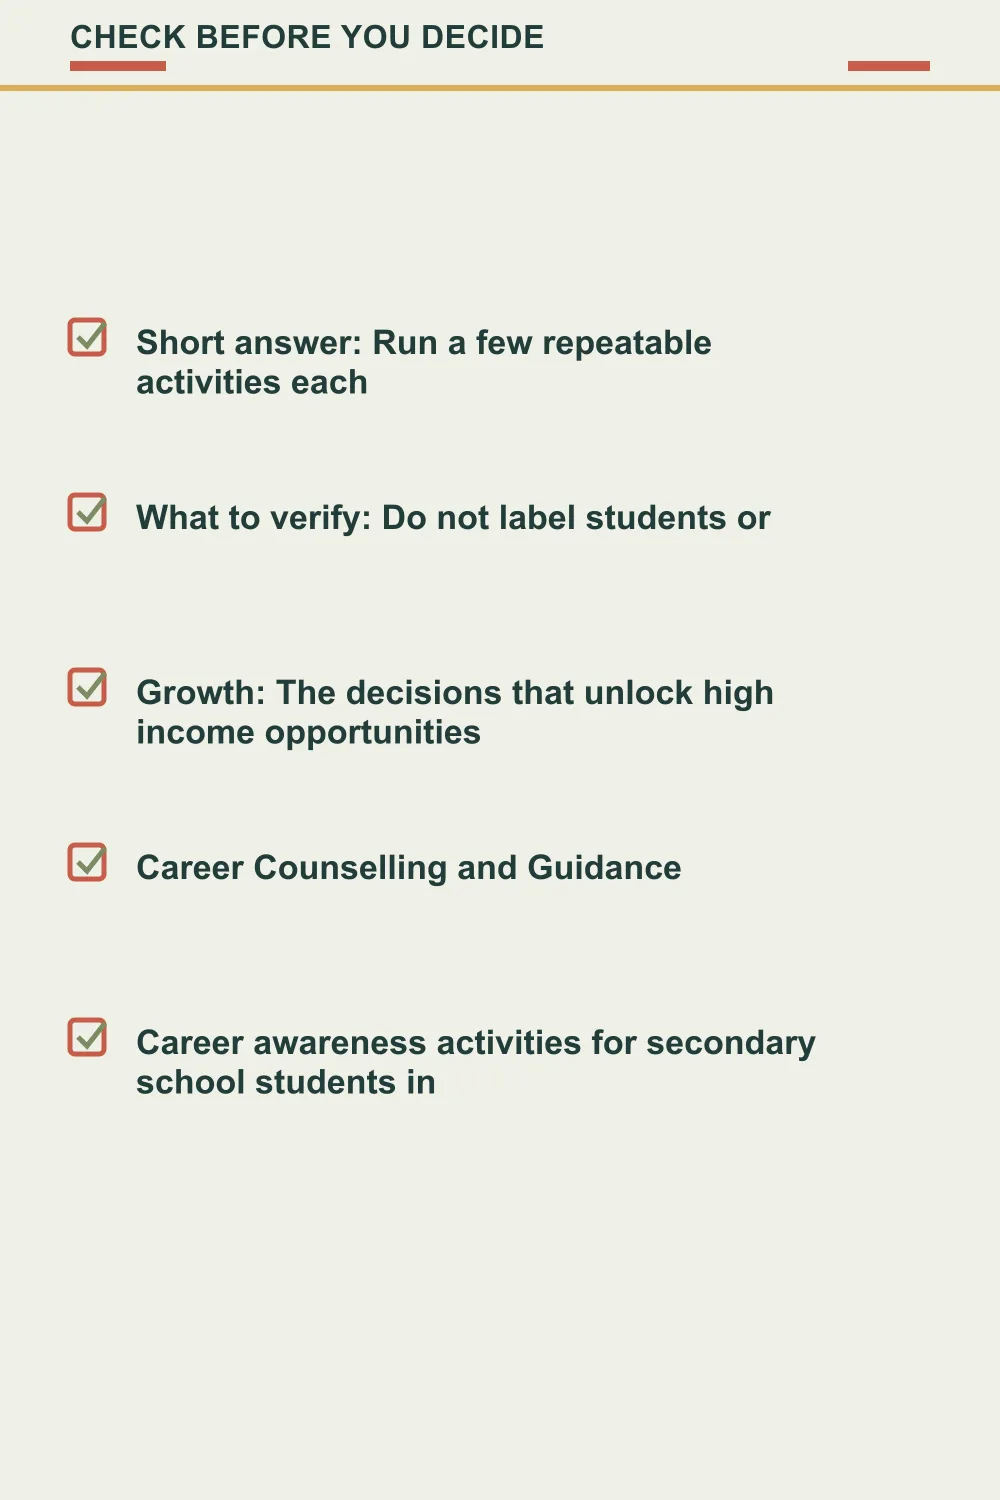 CHECK BEFORE YOU DECIDE
Short answer: Run a few repeatable
activities each
What to verify: Do not label students or
Growth: The decisions that unlock high
income opportunities
Career Counselling and Guidance
Career awareness activities for secondary
school students in